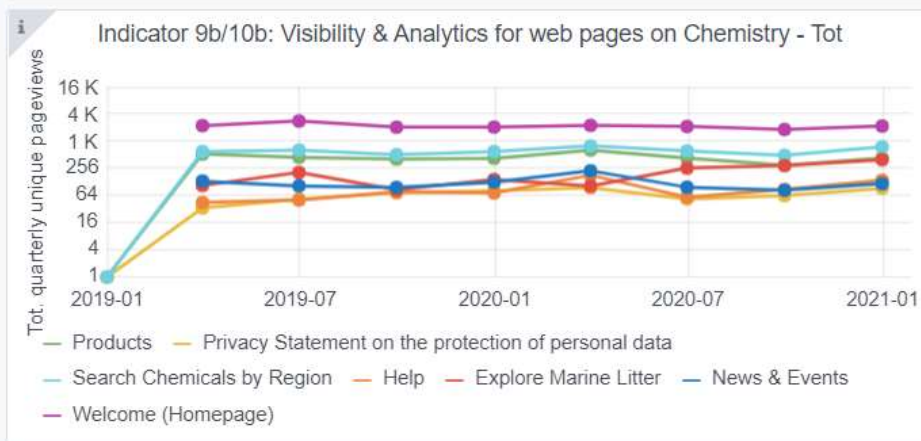 i
Indicator 9b/10b: Visibility & Analytics for web pages on Chemistry - Tot
Tot. quarterly unique pageviews
16 K
4 K
1 K
256
64
16
4
1
2019-01 2019-07 2020-01 2020-07 2021-01
Products Privacy Statement on the protection of personal data
Search Chemicals by Region Help Explore Marine Litter News & Events
Welcome (Homepage)